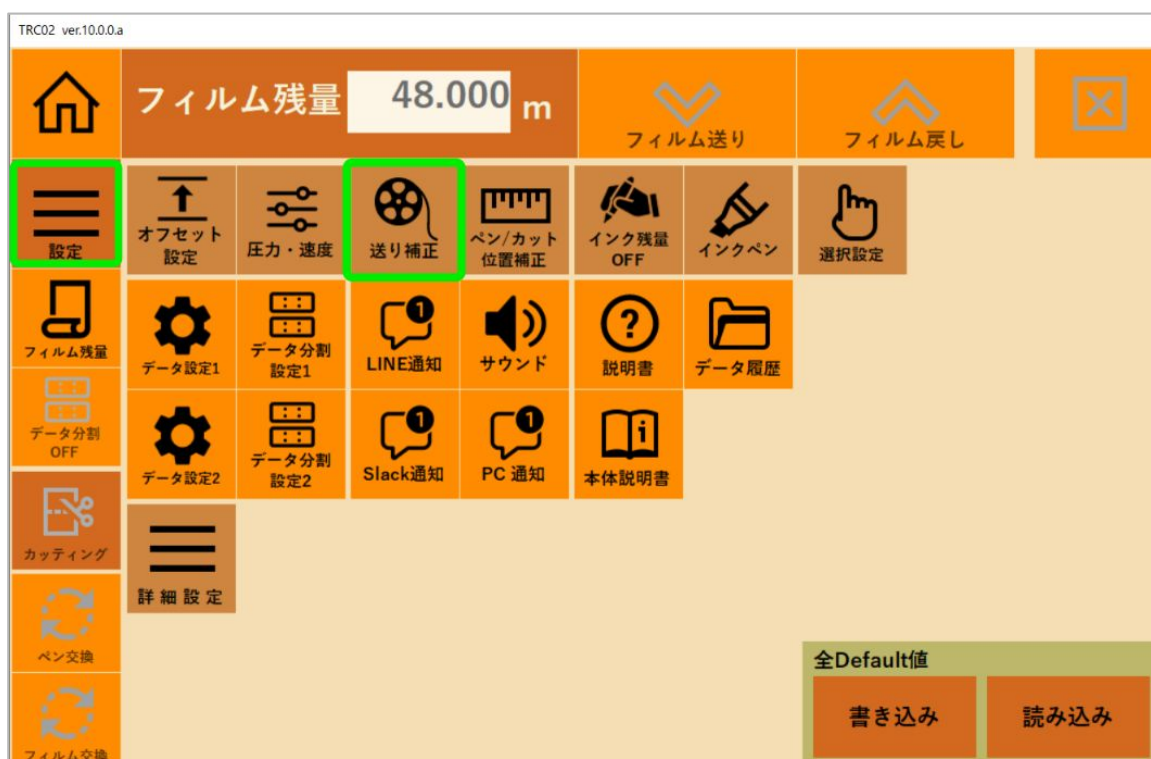 TRC02 ver.10.0.0.a
フィルム残量 48.000 m
フィルム送り
フィルム戻し
設定
オフセット
設定
圧力・速度
送り補正
ペン/カット
位置補正
インク残量
OFF
インクペン
選択設定
フィルム残量
データ設定1
データ分割
設定1
1
LINE通知
サウンド
?
説明書
データ履歴
データ分割
OFF
データ設定2
データ分割
設定2
1
Slack通知
1
PC 通知
i
本体説明書
カッティング
詳細設定
ペン交換
全Default値
書き込み
読み込み
フィルム交換